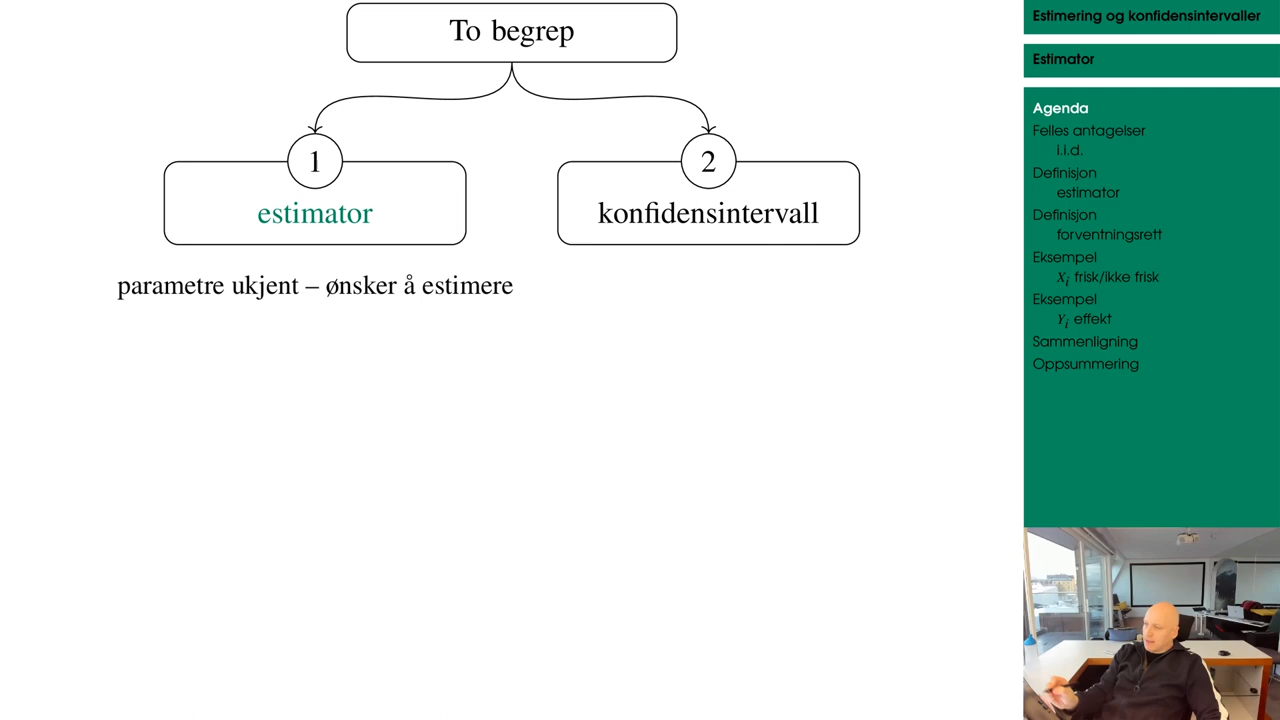 To begrep
1
estimator
2
konfidensintervall
parametre ukjent – ønsker å estimere
Estimering og konfidensintervaller
Estimator
Agenda
Felles antagelser
i.i.d.
Definisjon
estimator
Definisjon
forventningsrett
Eksempel
Xᵢ frisk/ikke frisk
Eksempel
Yᵢ effekt
Sammenligning
Oppsummering